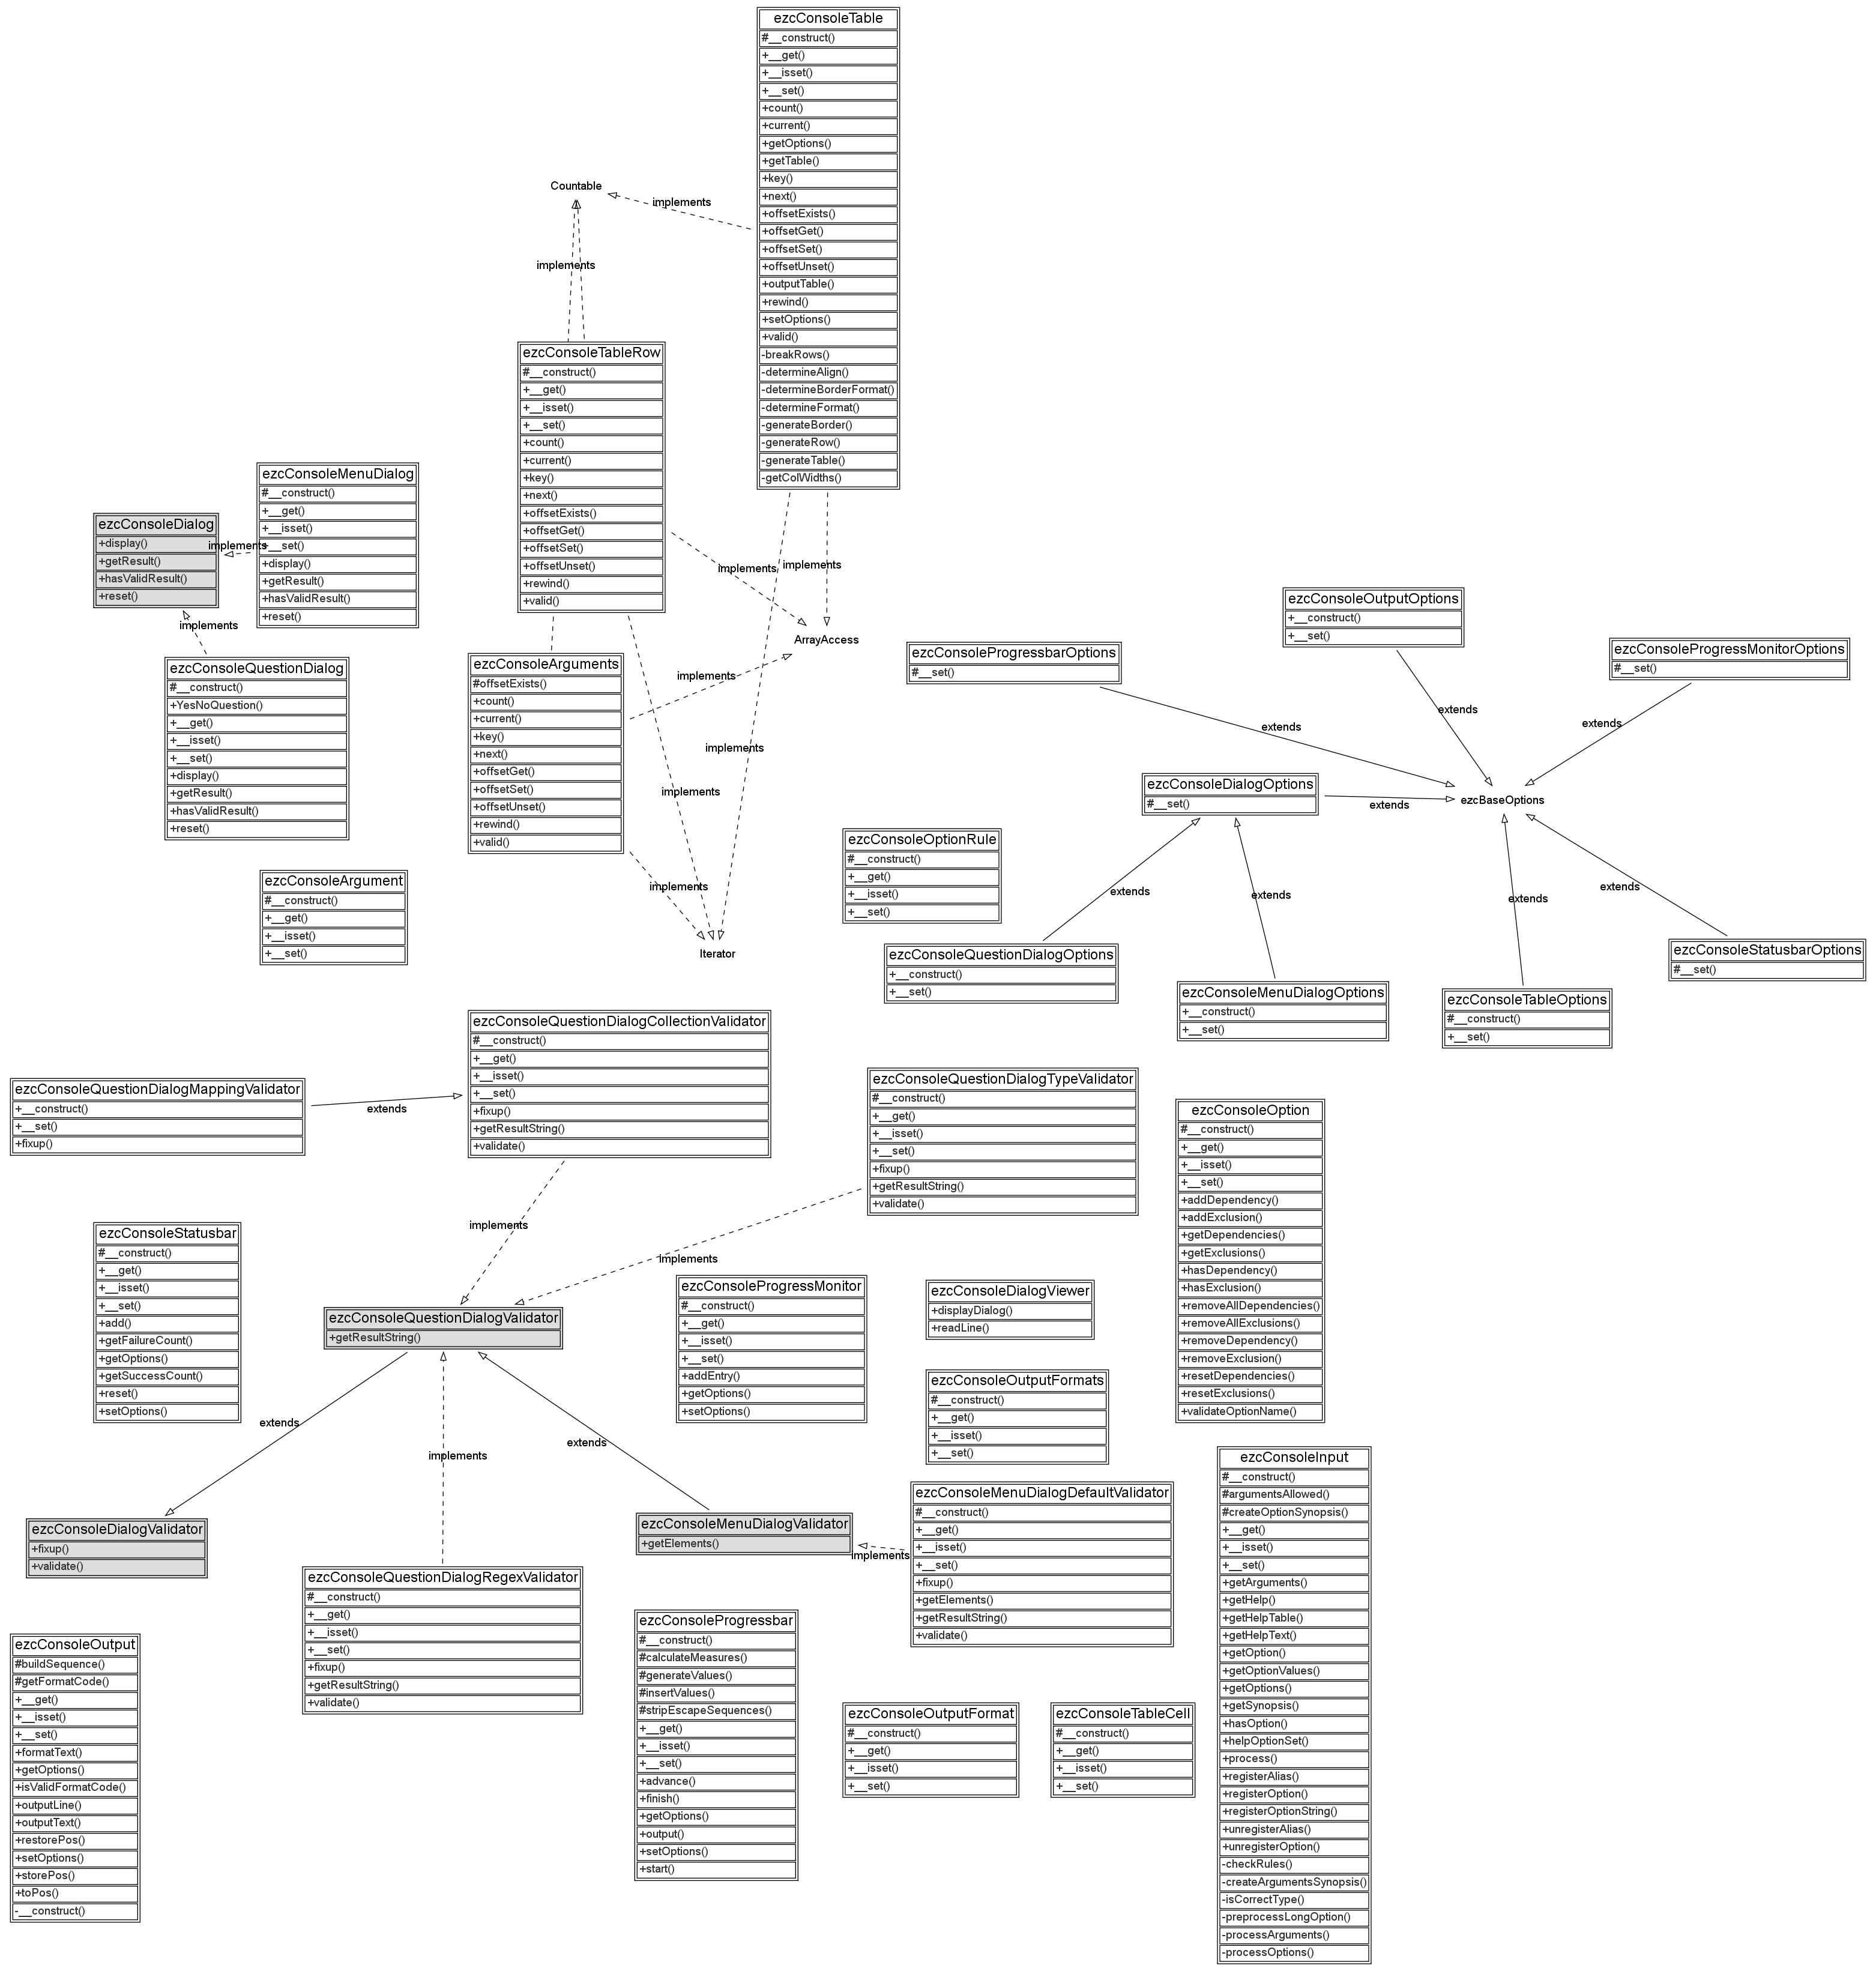 ezcConsoleTable
#__construct()
+__get()
+__isset()
+__set()
+count()
+current()
+getOptions()
+getTable()
+key()
+next()
+offsetExists()
+offsetGet()
+offsetSet()
+offsetUnset()
+outputTable()
+rewind()
+setOptions()
+valid()
-breakRows()
-determineAlign()
-determineBorderFormat()
-determineFormat()
-generateBorder()
-generateRow()
-generateTable()
-getColWidths()
Countable
implements
implements
ezcConsoleTableRow
#__construct()
+__get()
+__isset()
+__set()
+count()
+current()
+key()
+next()
+offsetExists()
+offsetGet()
+offsetSet()
+offsetUnset()
+rewind()
+valid()
ezcConsoleMenuDialog
#__construct()
+__get()
+__isset()
+__set()
+display()
+getResult()
+hasValidResult()
+reset()
ezcConsoleDialog
+display()
+getResult()
+hasValidResult()
+reset()
implements
implements
ezcConsoleQuestionDialog
#__construct()
+YesNoQuestion()
+__get()
+__isset()
+__set()
+display()
+getResult()
+hasValidResult()
+reset()
implements
implements
ArrayAccess
ezcConsoleArguments
#offsetExists()
+count()
+current()
+key()
+next()
+offsetGet()
+offsetSet()
+offsetUnset()
+rewind()
+valid()
implements
implements
implements
implements
Iterator
ezcConsoleArgument
#__construct()
+__get()
+__isset()
+__set()
ezcConsoleOutputOptions
+__construct()
+__set()
ezcConsoleProgressbarOptions
#__set()
ezcConsoleProgressMonitorOptions
#__set()
extends
extends
extends
ezcConsoleDialogOptions
#__set()
extends
ezcBaseOptions
ezcConsoleOptionRule
#__construct()
+__get()
+__isset()
+__set()
extends
extends
extends
extends
ezcConsoleQuestionDialogOptions
+__construct()
+__set()
ezcConsoleMenuDialogOptions
+__construct()
+__set()
ezcConsoleTableOptions
#__construct()
+__set()
ezcConsoleStatusbarOptions
#__set()
ezcConsoleQuestionDialogCollectionValidator
#__construct()
+__get()
+__isset()
+__set()
+fixup()
+getResultString()
+validate()
ezcConsoleQuestionDialogMappingValidator
+__construct()
+__set()
+fixup()
extends
ezcConsoleQuestionDialogTypeValidator
#__construct()
+__get()
+__isset()
+__set()
+fixup()
+getResultString()
+validate()
ezcConsoleOption
#__construct()
+__get()
+__isset()
+__set()
+addDependency()
+addExclusion()
+getDependencies()
+getExclusions()
+hasDependency()
+hasExclusion()
+removeAllDependencies()
+removeAllExclusions()
+removeDependency()
+removeExclusion()
+resetDependencies()
+resetExclusions()
+validateOptionName()
ezcConsoleStatusbar
#__construct()
+__get()
+__isset()
+__set()
+add()
+getFailureCount()
+getOptions()
+getSuccessCount()
+reset()
+setOptions()
implements
implements
ezcConsoleQuestionDialogValidator
+getResultString()
ezcConsoleProgressMonitor
#__construct()
+__get()
+__isset()
+__set()
+addEntry()
+getOptions()
+setOptions()
ezcConsoleDialogViewer
+displayDialog()
+readLine()
ezcConsoleOutputFormats
#__construct()
+__get()
+__isset()
+__set()
extends
implements
extends
ezcConsoleDialogValidator
+fixup()
+validate()
ezcConsoleMenuDialogValidator
+getElements()
implements
ezcConsoleMenuDialogDefaultValidator
#__construct()
+__get()
+__isset()
+__set()
+fixup()
+getElements()
+getResultString()
+validate()
ezcConsoleInput
#__construct()
#argumentsAllowed()
#createOptionSynopsis()
+__get()
+__isset()
+__set()
+getArguments()
+getHelp()
+getHelpTable()
+getHelpText()
+getOption()
+getOptionValues()
+getOptions()
+getSynopsis()
+hasOption()
+helpOptionSet()
+process()
+registerAlias()
+registerOption()
+registerOptionString()
+unregisterAlias()
+unregisterOption()
-checkRules()
-createArgumentsSynopsis()
-isCorrectType()
-preprocessLongOption()
-processArguments()
-processOptions()
ezcConsoleQuestionDialogRegexValidator
#__construct()
+__get()
+__isset()
+__set()
+fixup()
+getResultString()
+validate()
ezcConsoleOutput
#buildSequence()
#getFormatCode()
+__get()
+__isset()
+__set()
+formatText()
+getOptions()
+isValidFormatCode()
+outputLine()
+outputText()
+restorePos()
+setOptions()
+storePos()
+toPos()
-__construct()
ezcConsoleProgressbar
#__construct()
#calculateMeasures()
#generateValues()
#insertValues()
#stripEscapeSequences()
+__get()
+__isset()
+__set()
+advance()
+finish()
+getOptions()
+output()
+setOptions()
+start()
ezcConsoleOutputFormat
#__construct()
+__get()
+__isset()
+__set()
ezcConsoleTableCell
#__construct()
+__get()
+__isset()
+__set()